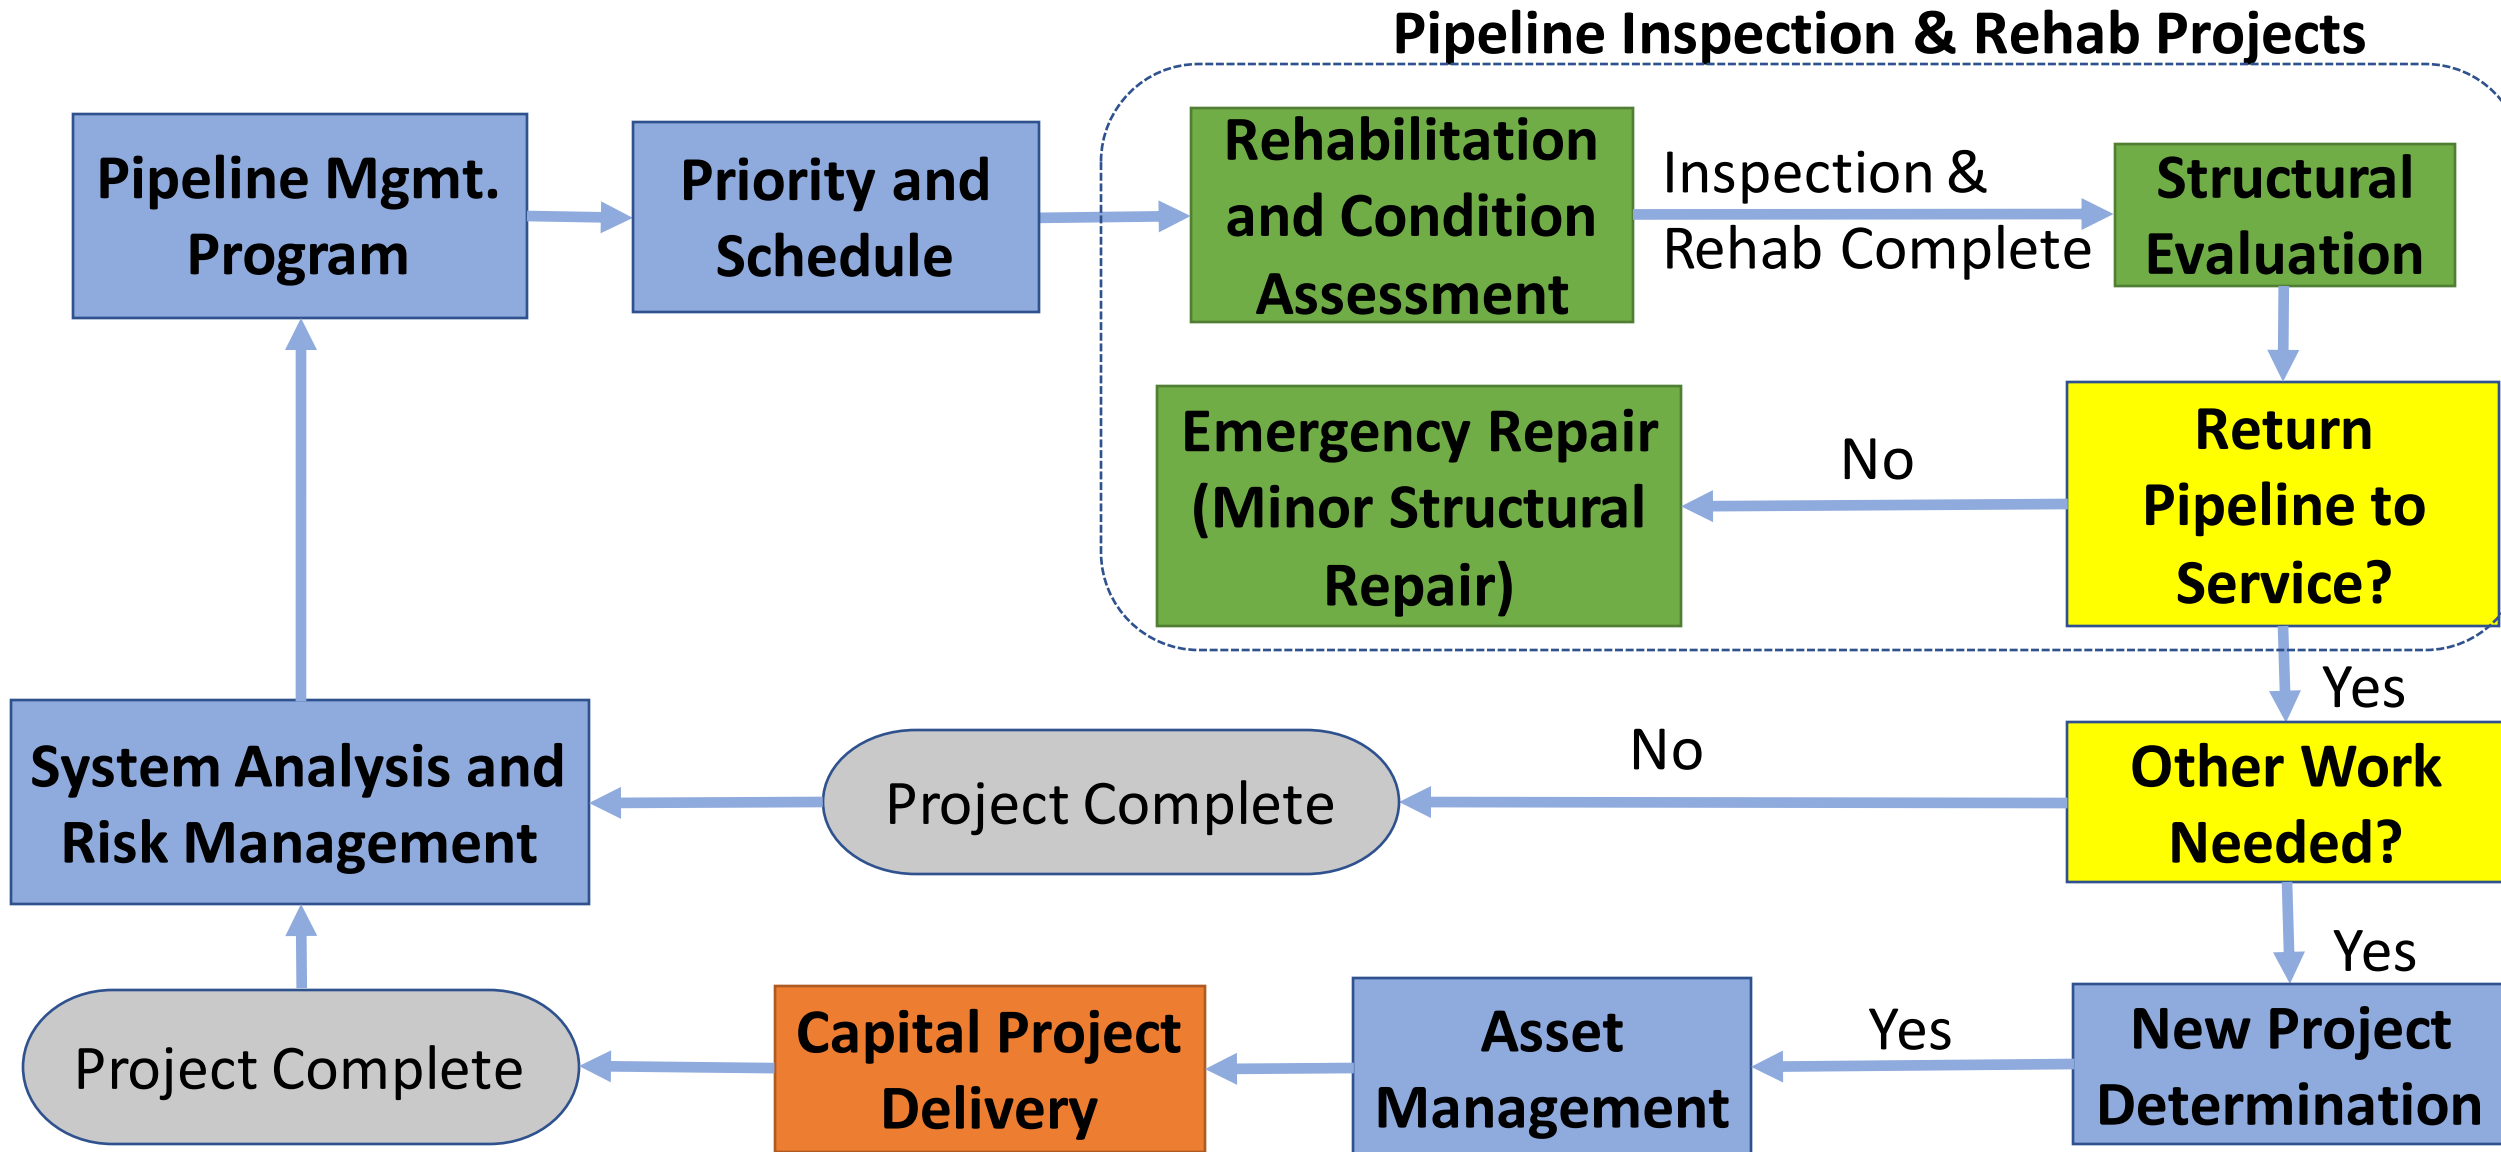 Pipeline Inspection & Rehab Projects
Pipeline Mgmt.
Program
Priority and
Schedule
Rehabilitation
and Condition
Assessment
Inspection &
Rehab Complete
Structural
Evaluation
Emergency Repair
(Minor Structural
Repair)
No
Return
Pipeline to
Service?
Yes
System Analysis and
Risk Management
Project Complete
No
Other Work
Needed?
Yes
Project Complete
Capital Project
Delivery
Asset
Management
Yes
New Project
Determination